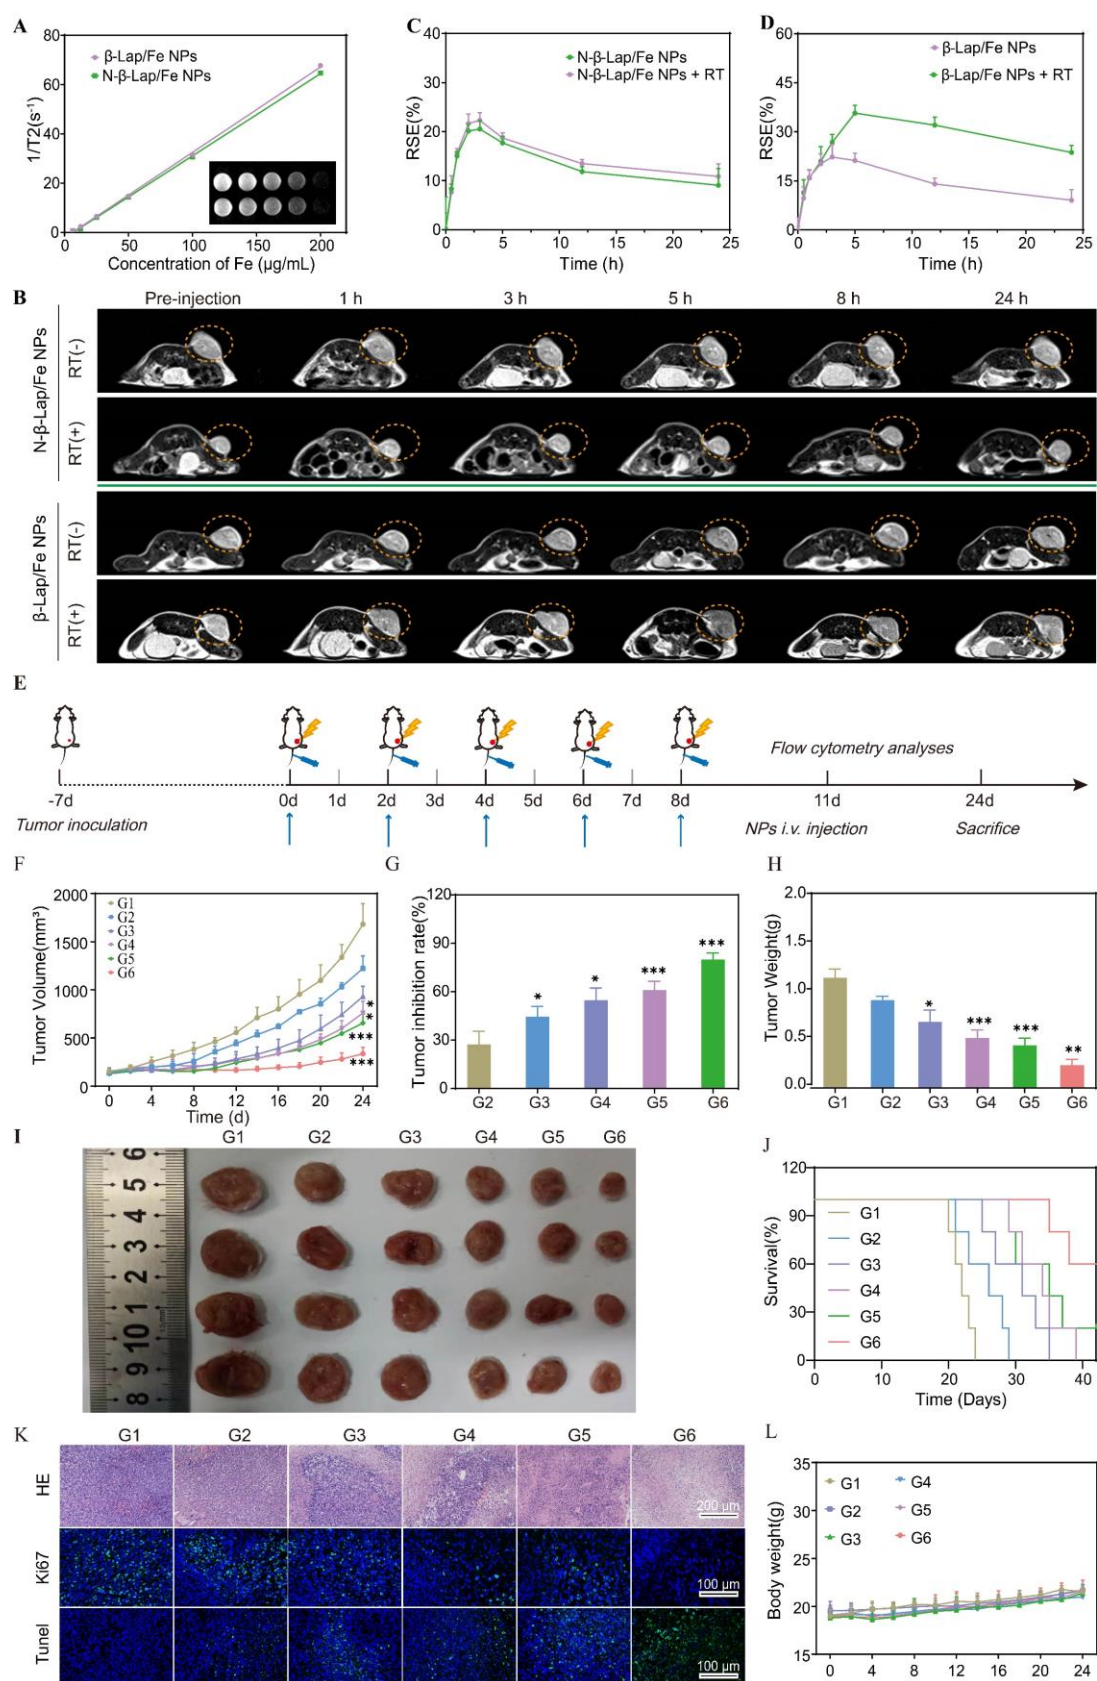 A
80
60
40
20
0
1/T2(s⁻¹)
β-Lap/Fe NPs
N-β-Lap/Fe NPs
0 50 100 150 200
Concentration of Fe (µg/mL)
C
40
30
20
10
0
RSE(%)
N-β-Lap/Fe NPs
N-β-Lap/Fe NPs + RT
0 5 10 15 20 25
Time (h)
D
60
45
30
15
0
RSE(%)
β-Lap/Fe NPs
β-Lap/Fe NPs + RT
0 5 10 15 20 25
Time (h)
B
Pre-injection 1 h 3 h 5 h 8 h 24 h
N-β-Lap/Fe NPs
RT(-)
RT(+)
β-Lap/Fe NPs
RT(-)
RT(+)
E
Flow cytometry analyses
-7d 0d 1d 2d 3d 4d 5d 6d 7d 8d 11d 24d
Tumor inoculation NPs i.v. injection Sacrifice
F
2000
1500
1000
500
0
Tumor Volume(mm³)
G1
G2
G3
G4
G5
G6
*
*
***
***
0 4 8 12 16 20 24
Time (d)
G
120
90
60
30
0
Tumor inhibition rate(%)
* * *** ***
G2 G3 G4 G5 G6
H
2.0
1.5
1.0
0.5
0.0
Tumor Weight(g)
* *** *** **
G1 G2 G3 G4 G5 G6
I
G1 G2 G3 G4 G5 G6
6
5
4
3
2
1
10
9
8
J
120
90
60
30
0
Survival(%)
G1
G2
G3
G4
G5
G6
0 10 20 30 40
Time (Days)
K
G1 G2 G3 G4 G5 G6
HE
200 µm
Ki67
100 µm
Tunel
100 µm
L
35
30
25
20
15
Body weight(g)
G1 G4
G2 G5
G3 G6
0 4 8 12 16 20 24